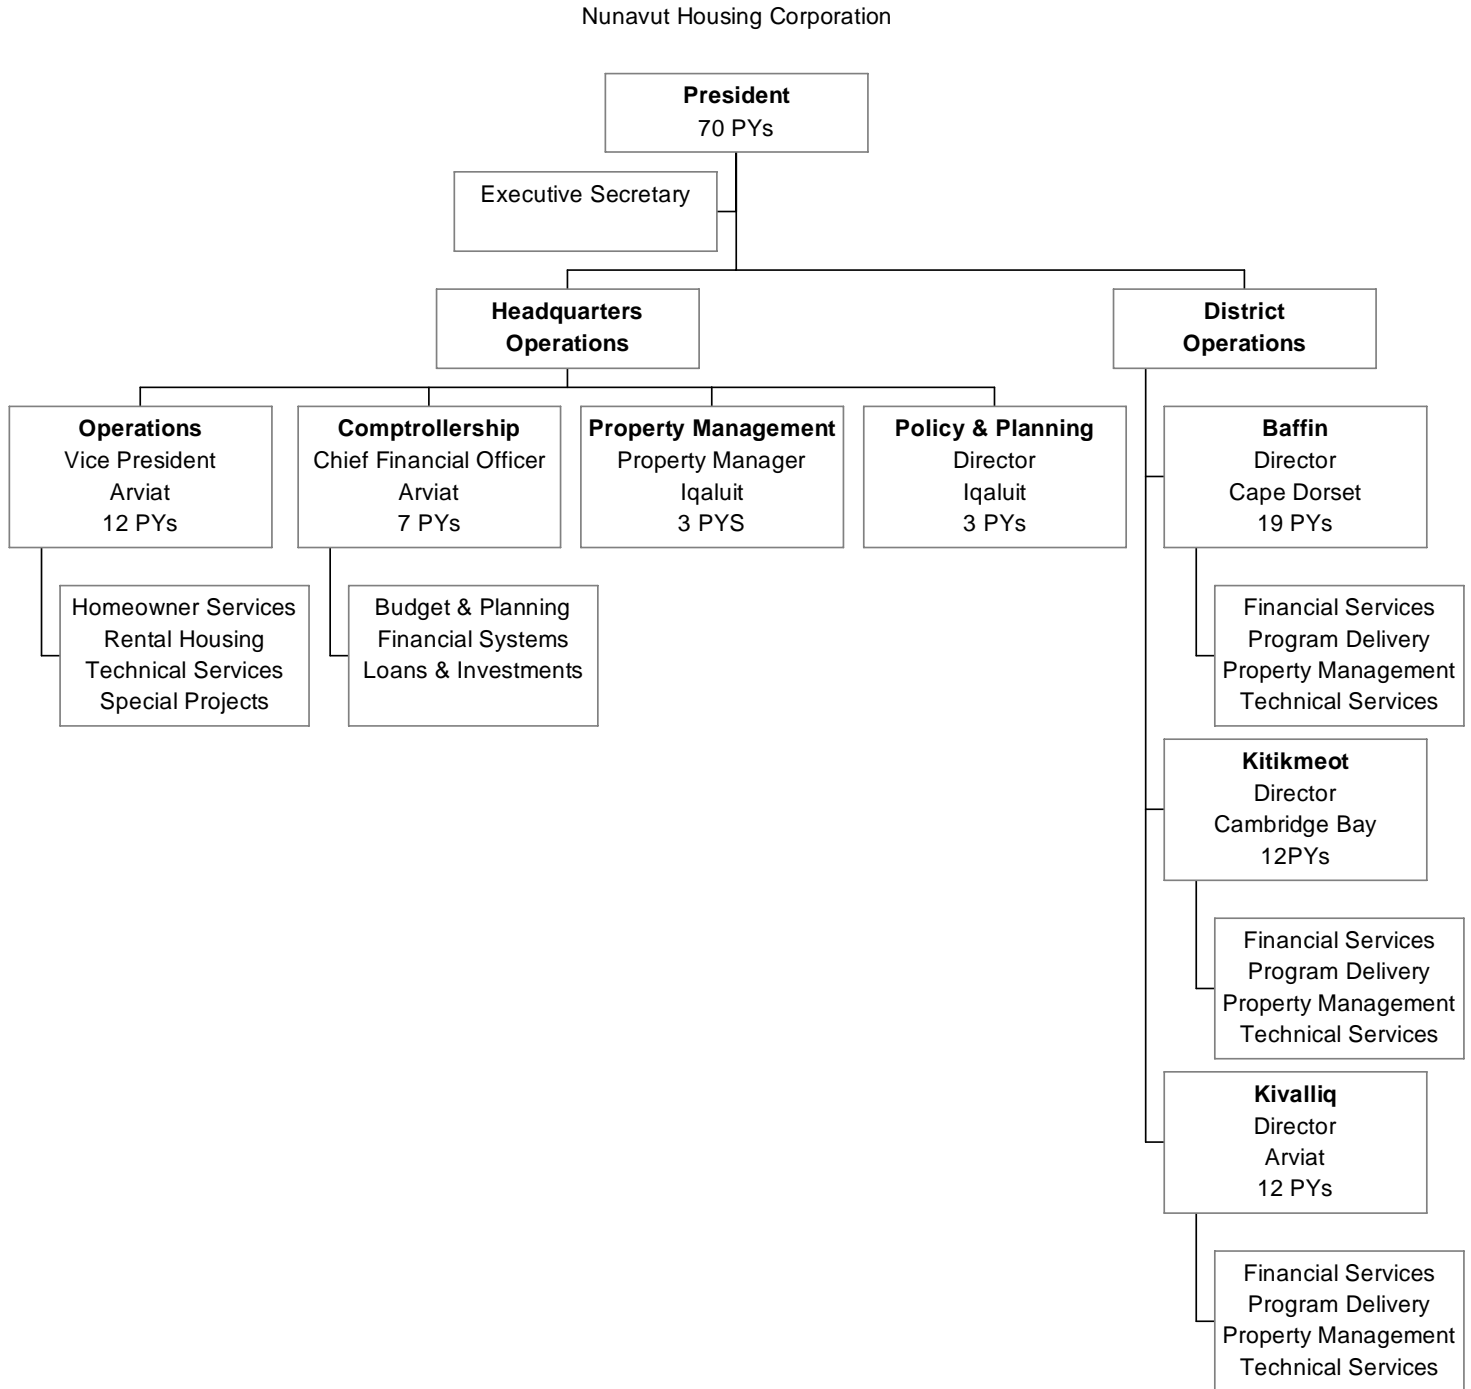 Nunavut Housing Corporation
President
70 PYs
Executive Secretary
Headquarters
Operations
District
Operations
Operations
Vice President
Arviat
12 PYs
Comptrollership
Chief Financial Officer
Arviat
7 PYs
Property Management
Property Manager
Iqaluit
3 PYS
Policy & Planning
Director
Iqaluit
3 PYs
Baffin
Director
Cape Dorset
19 PYs
Homeowner Services
Rental Housing
Technical Services
Special Projects
Budget & Planning
Financial Systems
Loans & Investments
Financial Services
Program Delivery
Property Management
Technical Services
Kitikmeot
Director
Cambridge Bay
12PYs
Financial Services
Program Delivery
Property Management
Technical Services
Kivalliq
Director
Arviat
12 PYs
Financial Services
Program Delivery
Property Management
Technical Services